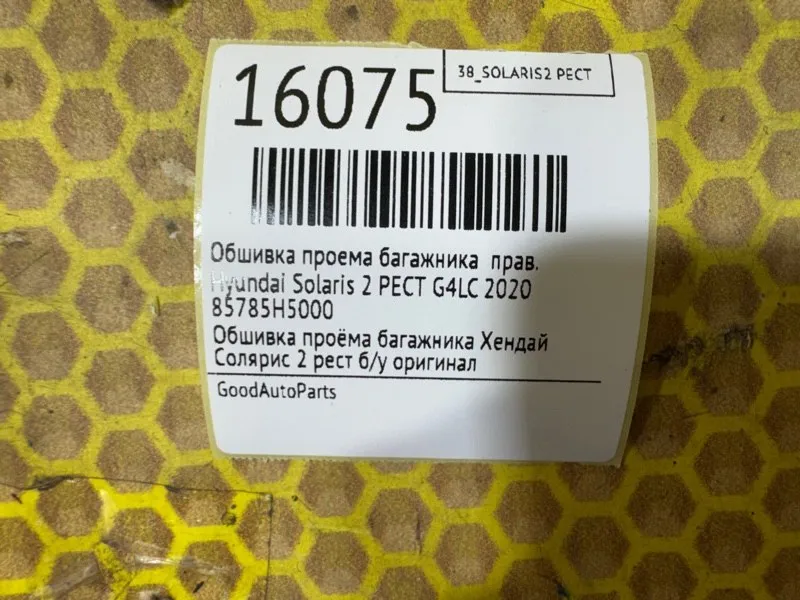 38_SOLARIS2 РЕСТ
16075
Обшивка проема багажника прав.
Hyundai Solaris 2 РЕСТ G4LC 2020
85785H5000
Обшивка проёма багажника Хендай
Солярис 2 рест б/у оригинал
GoodAutoParts